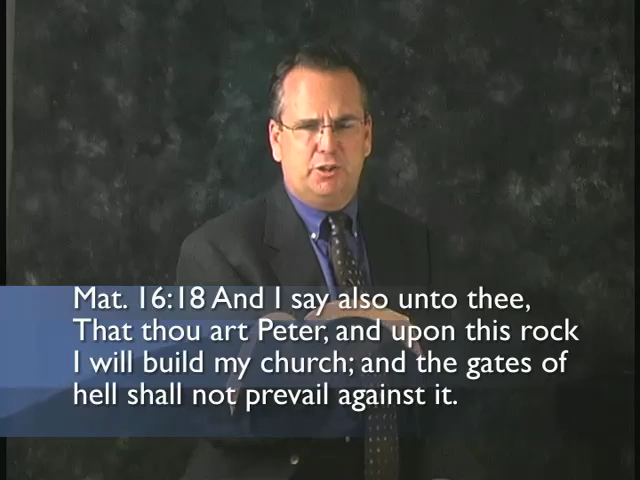 Mat. 16:18 And I say also unto thee,
That thou art Peter, and upon this rock
I will build my church; and the gates of
hell shall not prevail against it.